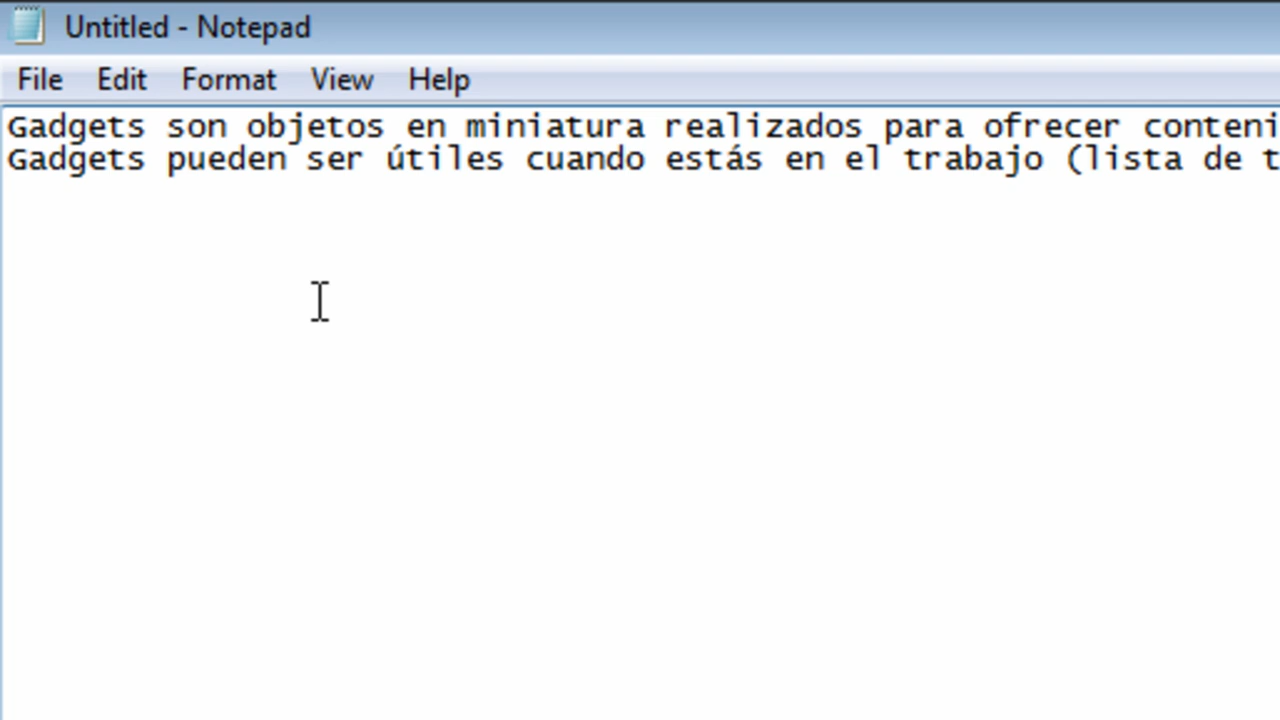 Untitled - Notepad
File Edit Format View Help
Gadgets son objetos en miniatura realizados para ofrecer conteni
Gadgets pueden ser útiles cuando estás en el trabajo (lista de t